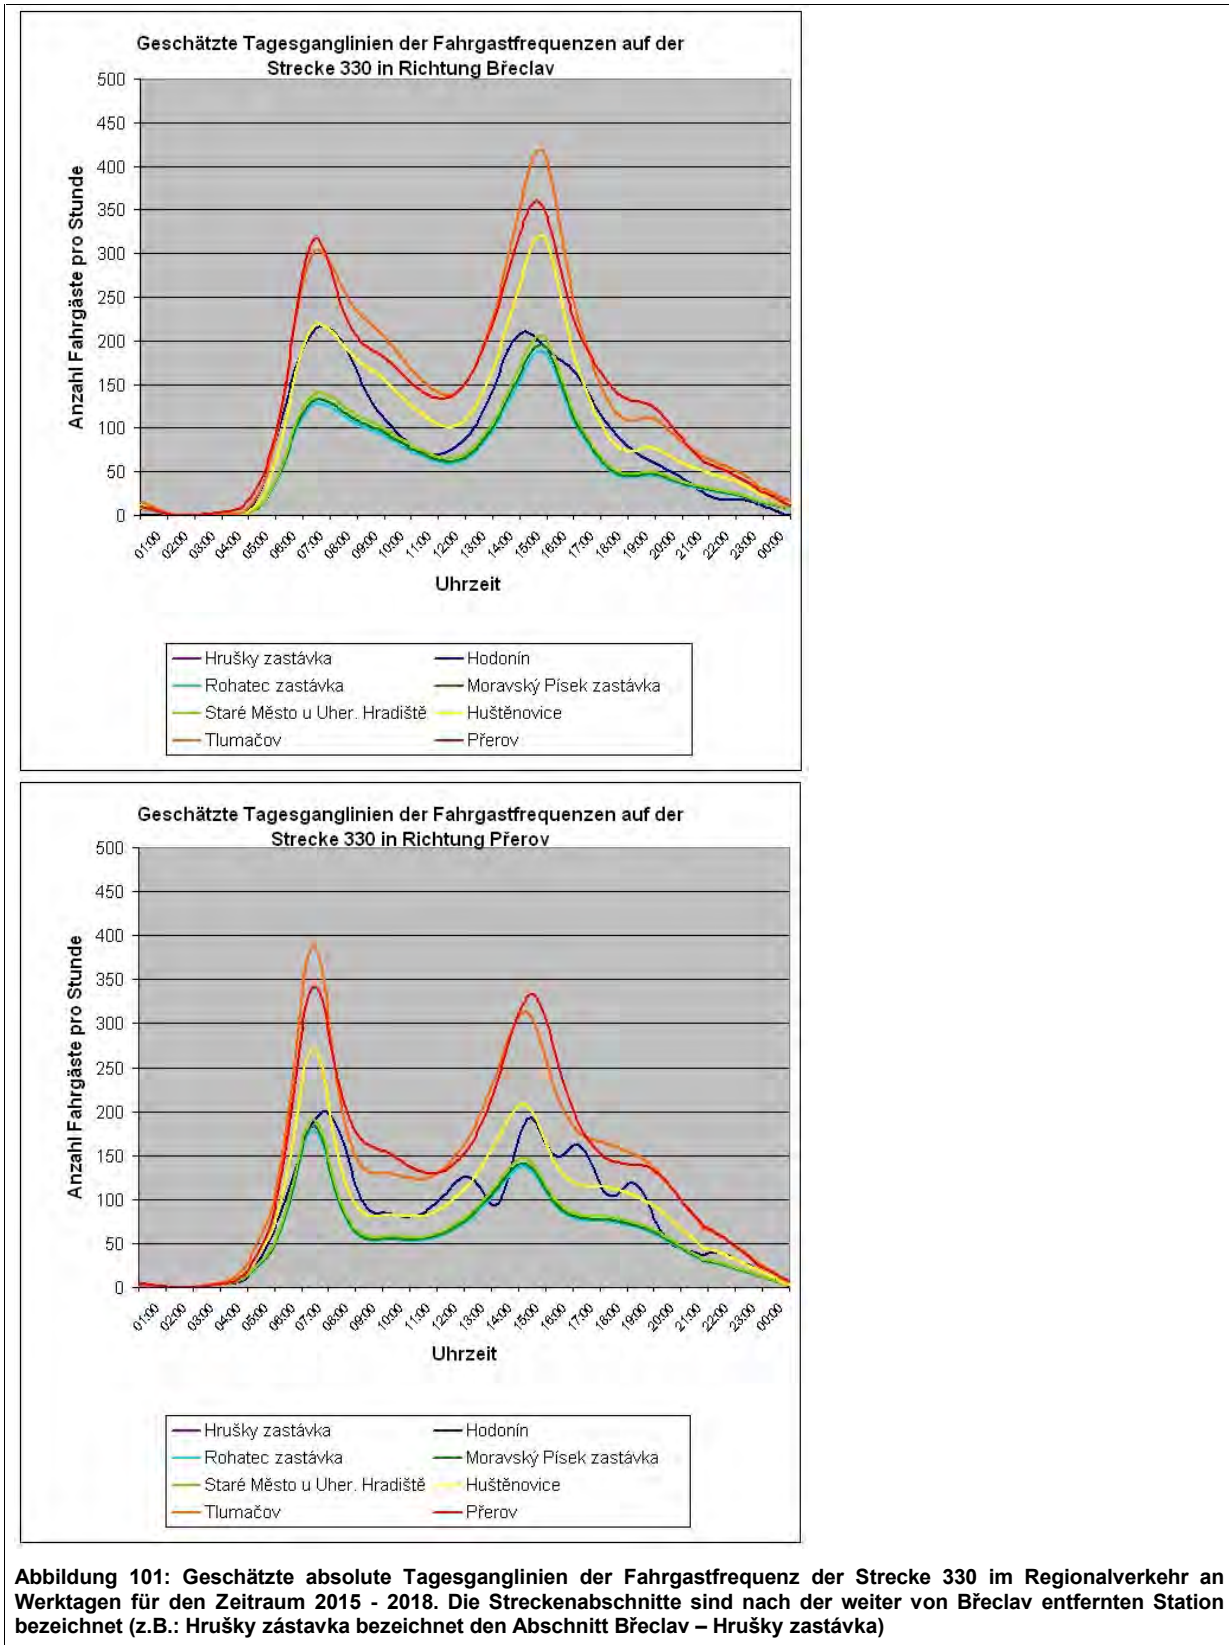 Geschätzte Tagesganglinien der Fahrgastfrequenzen auf der
Strecke 330 in Richtung Břeclav
Anzahl Fahrgäste pro Stunde
500
450
400
350
300
250
200
150
100
50
0
01:00 02:00 03:00 04:00 05:00 06:00 07:00 08:00 09:00 10:00 11:00 12:00 13:00 14:00 15:00 16:00 17:00 18:00 19:00 20:00 21:00 22:00 23:00 00:00
Uhrzeit
Hrušky zastávka Hodonín
Rohatec zastávka Moravský Písek zastávka
Staré Město u Uher. Hradiště Huštěnovice
Tlumačov Přerov
Geschätzte Tagesganglinien der Fahrgastfrequenzen auf der
Strecke 330 in Richtung Přerov
Anzahl Fahrgäste pro Stunde
500
450
400
350
300
250
200
150
100
50
0
01:00 02:00 03:00 04:00 05:00 06:00 07:00 08:00 09:00 10:00 11:00 12:00 13:00 14:00 15:00 16:00 17:00 18:00 19:00 20:00 21:00 22:00 23:00 00:00
Uhrzeit
Hrušky zastávka Hodonín
Rohatec zastávka Moravský Písek zastávka
Staré Město u Uher. Hradiště Huštěnovice
Tlumačov Přerov
Abbildung 101: Geschätzte absolute Tagesganglinien der Fahrgastfrequenz der Strecke 330 im Regionalverkehr an
Werktagen für den Zeitraum 2015 - 2018. Die Streckenabschnitte sind nach der weiter von Břeclav entfernten Station
bezeichnet (z.B.: Hrušky zástavka bezeichnet den Abschnitt Břeclav – Hrušky zastávka)